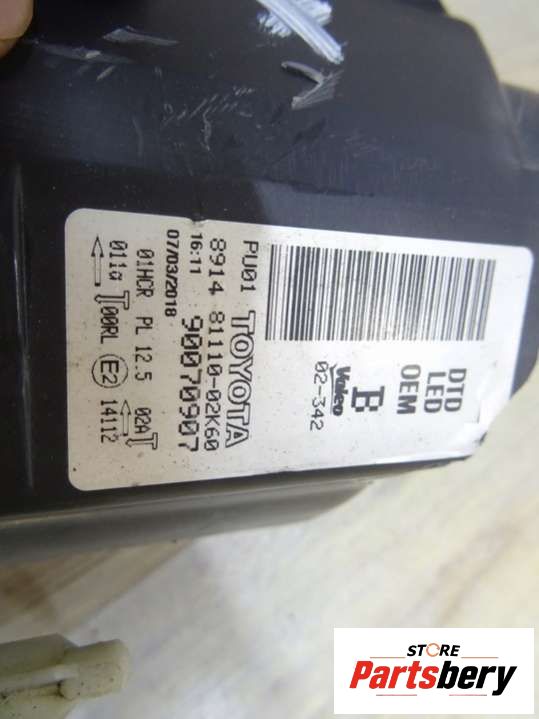 DTD
LED
OEM
B
Valeo
02-342
PU01 TOYOTA
8914 81110-02K60
16:11 90070907
07/03/2018
01HCR PL 12.5 02A
011a 00RL E2 14112
STORE
Partsbery